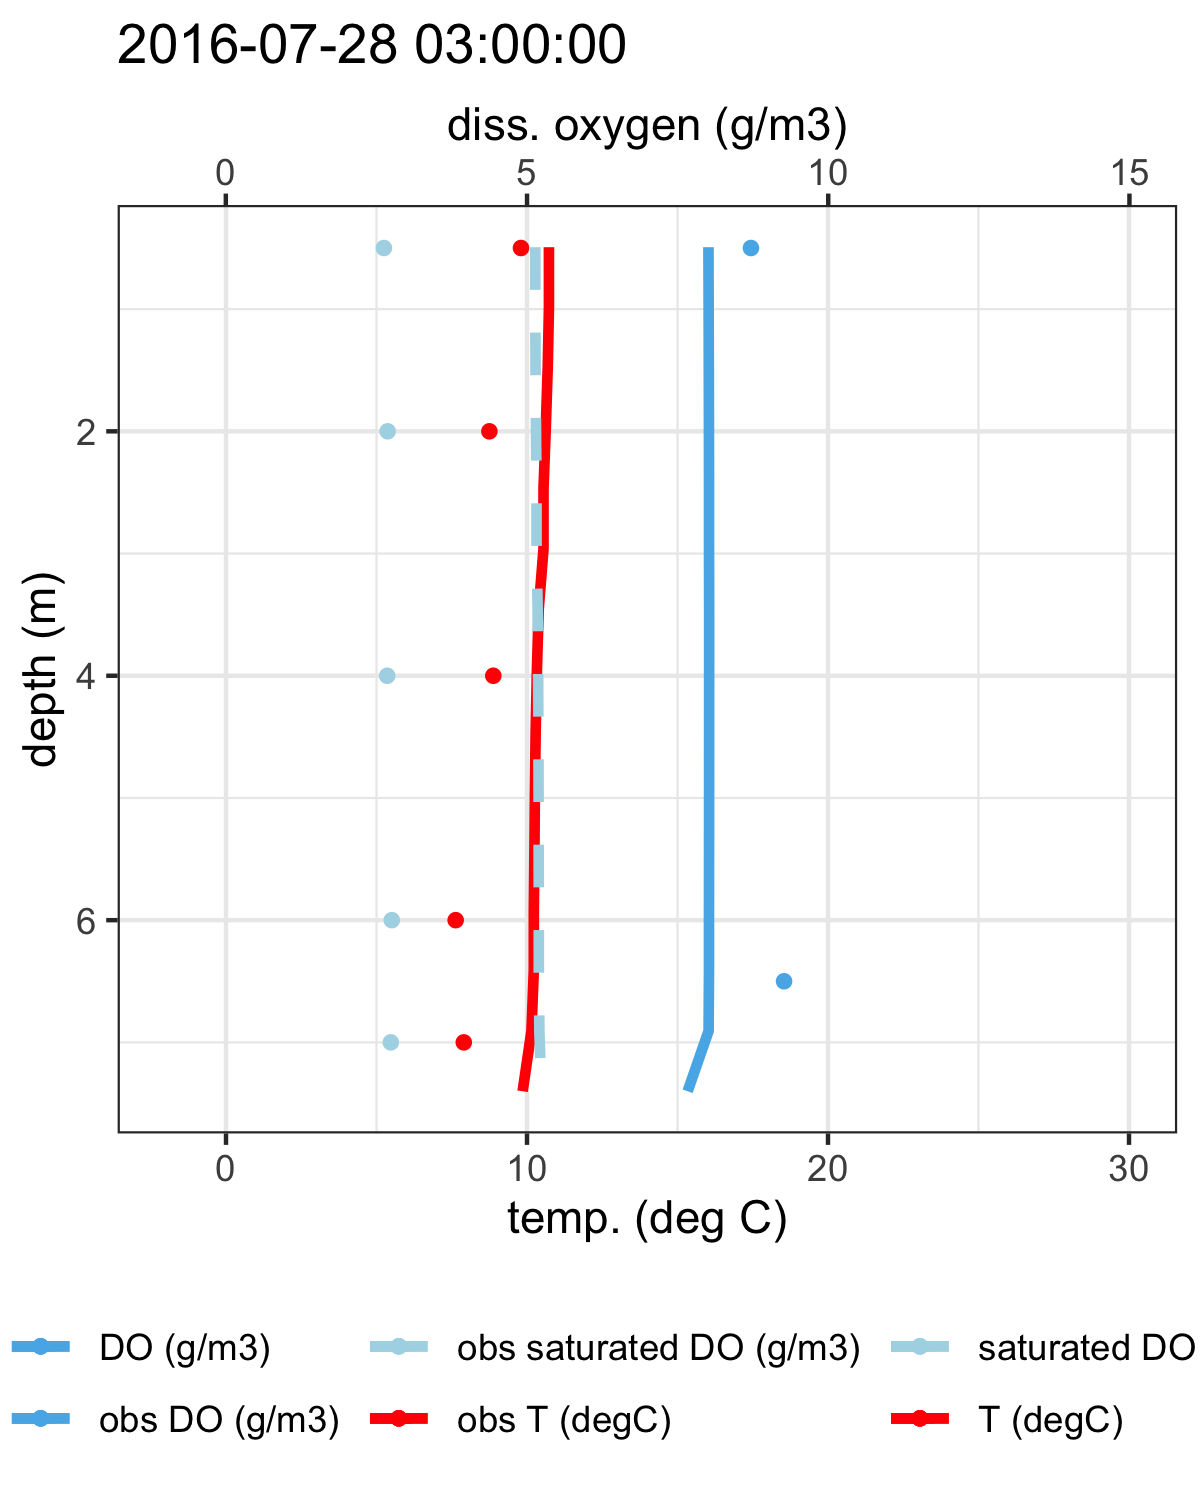 2016-07-28 03:00:00
diss. oxygen (g/m3)
0 5 10 15
depth (m)
2
4
6
0 10 20 30
temp. (deg C)
DO (g/m3) obs saturated DO (g/m3) saturated DO
obs DO (g/m3) obs T (degC) T (degC)